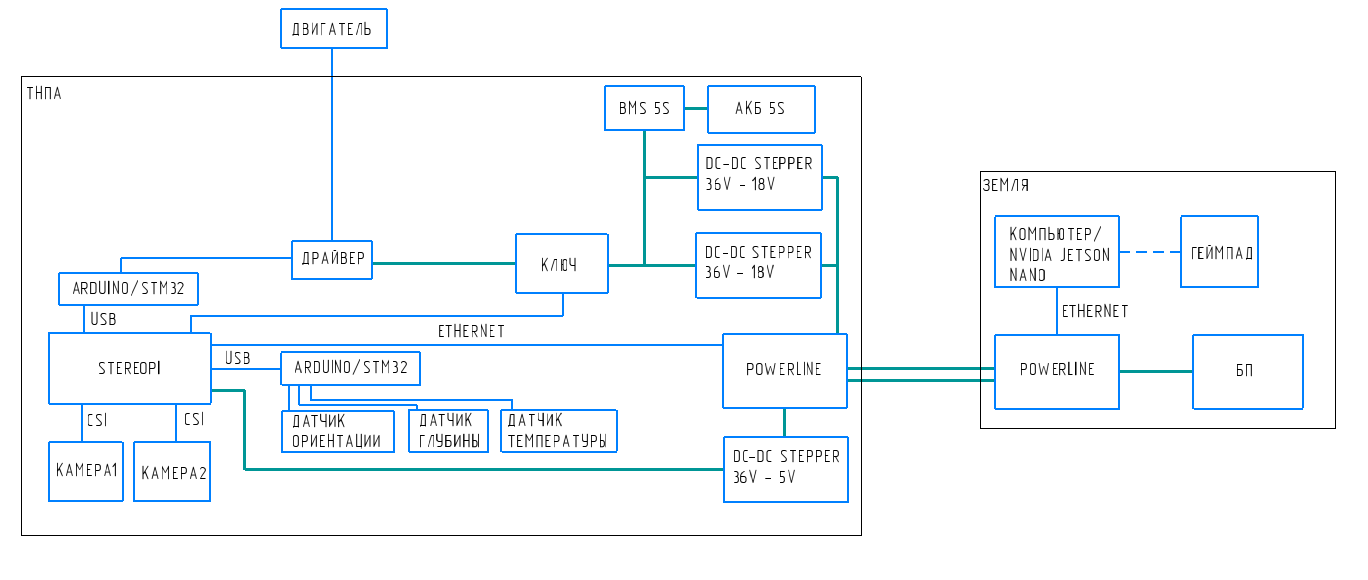 ДВИГАТЕЛЬ
ТНПА
BMS 5S
АКБ 5S
DC-DC STEPPER
36V - 18V
ДРАЙВЕР
КЛЮЧ
DC-DC STEPPER
36V - 18V
ARDUINO/STM32
USB
ETHERNET
STEREOPI
USB
ARDUINO/STM32
POWERLINE
CSI
CSI
ДАТЧИК
ОРИЕНТАЦИИ
ДАТЧИК
ГЛУБИНЫ
ДАТЧИК
ТЕМПЕРАТУРЫ
КАМЕРА1
КАМЕРА2
DC-DC STEPPER
36V - 5V
ЗЕМЛЯ
КОМПЬЮТЕР/
NVIDIA JETSON
NANO
ГЕЙМПАД
ETHERNET
POWERLINE
БП